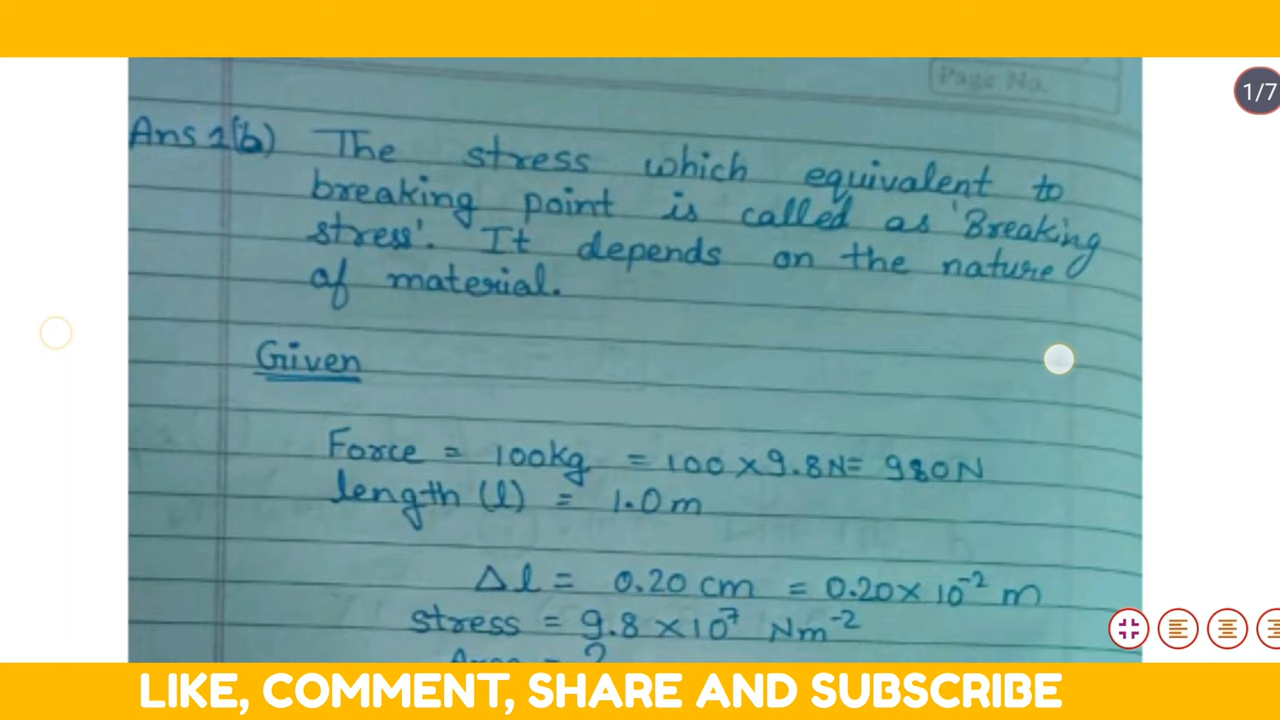 Page No.
1/7
Ans 1(b) The stress which equivalent to
breaking point is called as 'Breaking
stress'. It depends on the nature
of material.
Given
Force = 100kg = 100 × 9.8N = 980N
length (l) = 1.0 m
Δl = 0.20 cm = 0.20 × 10⁻² m
stress = 9.8 × 10⁷ Nm⁻²
Area = ?
LIKE, COMMENT, SHARE AND SUBSCRIBE